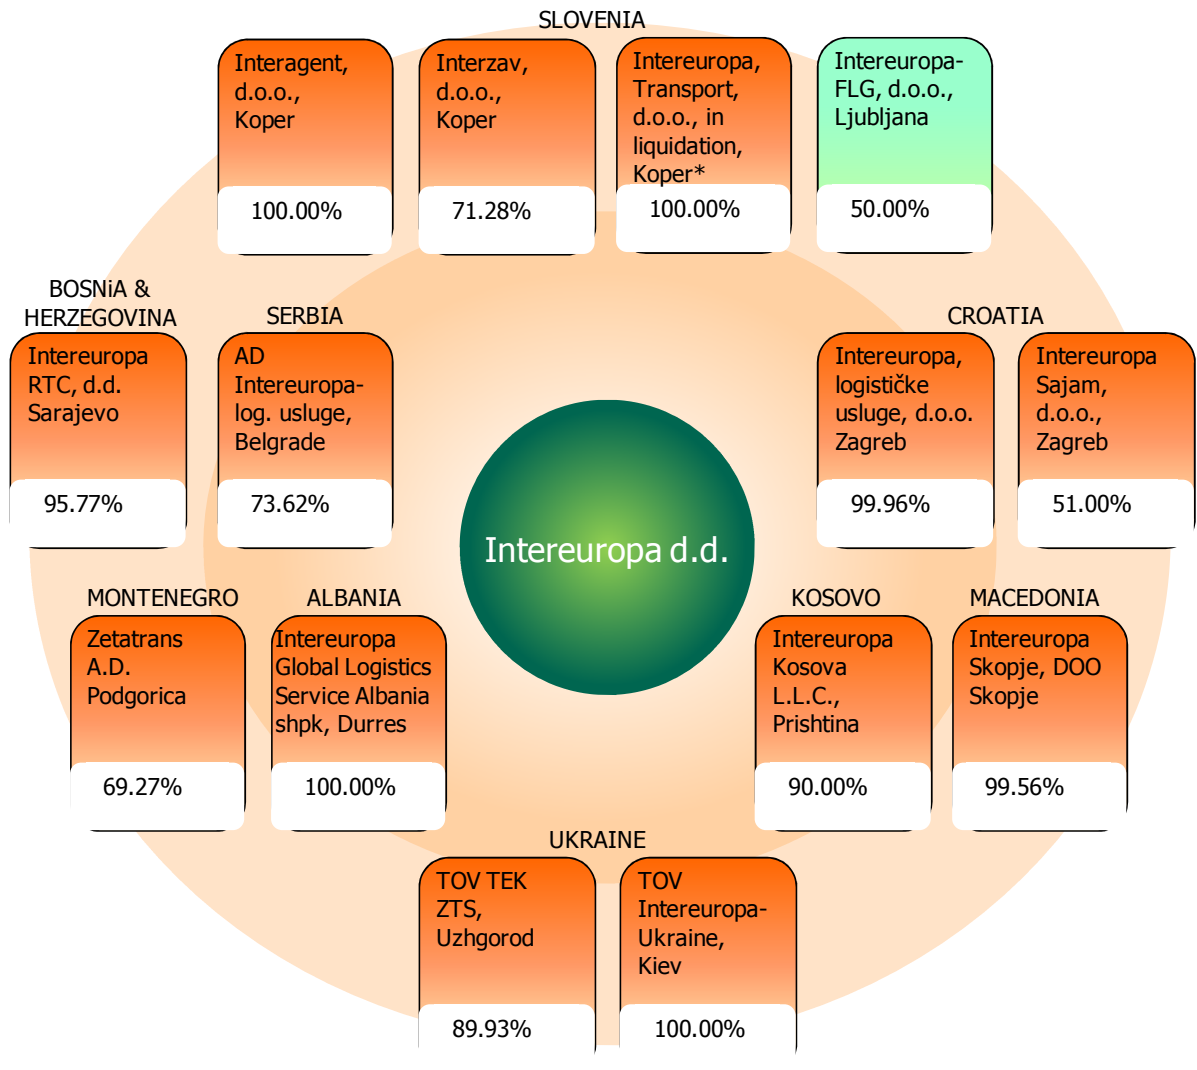 SLOVENIA
Interagent,
d.o.o.,
Koper
100.00%
Interzav,
d.o.o.,
Koper
71.28%
Intereuropa,
Transport,
d.o.o., in
liquidation,
Koper*
100.00%
Intereuropa-
FLG, d.o.o.,
Ljubljana
50.00%
BOSNiA &
HERZEGOVINA
Intereuropa
RTC, d.d.
Sarajevo
95.77%
SERBIA
AD
Intereuropa-
log. usluge,
Belgrade
73.62%
CROATIA
Intereuropa,
logističke
usluge, d.o.o.
Zagreb
99.96%
Intereuropa
Sajam,
d.o.o.,
Zagreb
51.00%
Intereuropa d.d.
MONTENEGRO
Zetatrans
A.D.
Podgorica
69.27%
ALBANIA
Intereuropa
Global Logistics
Service Albania
shpk, Durres
100.00%
KOSOVO
Intereuropa
Kosova
L.L.C.,
Prishtina
90.00%
MACEDONIA
Intereuropa
Skopje, DOO
Skopje
99.56%
UKRAINE
TOV TEK
ZTS,
Uzhgorod
89.93%
TOV
Intereuropa-
Ukraine,
Kiev
100.00%